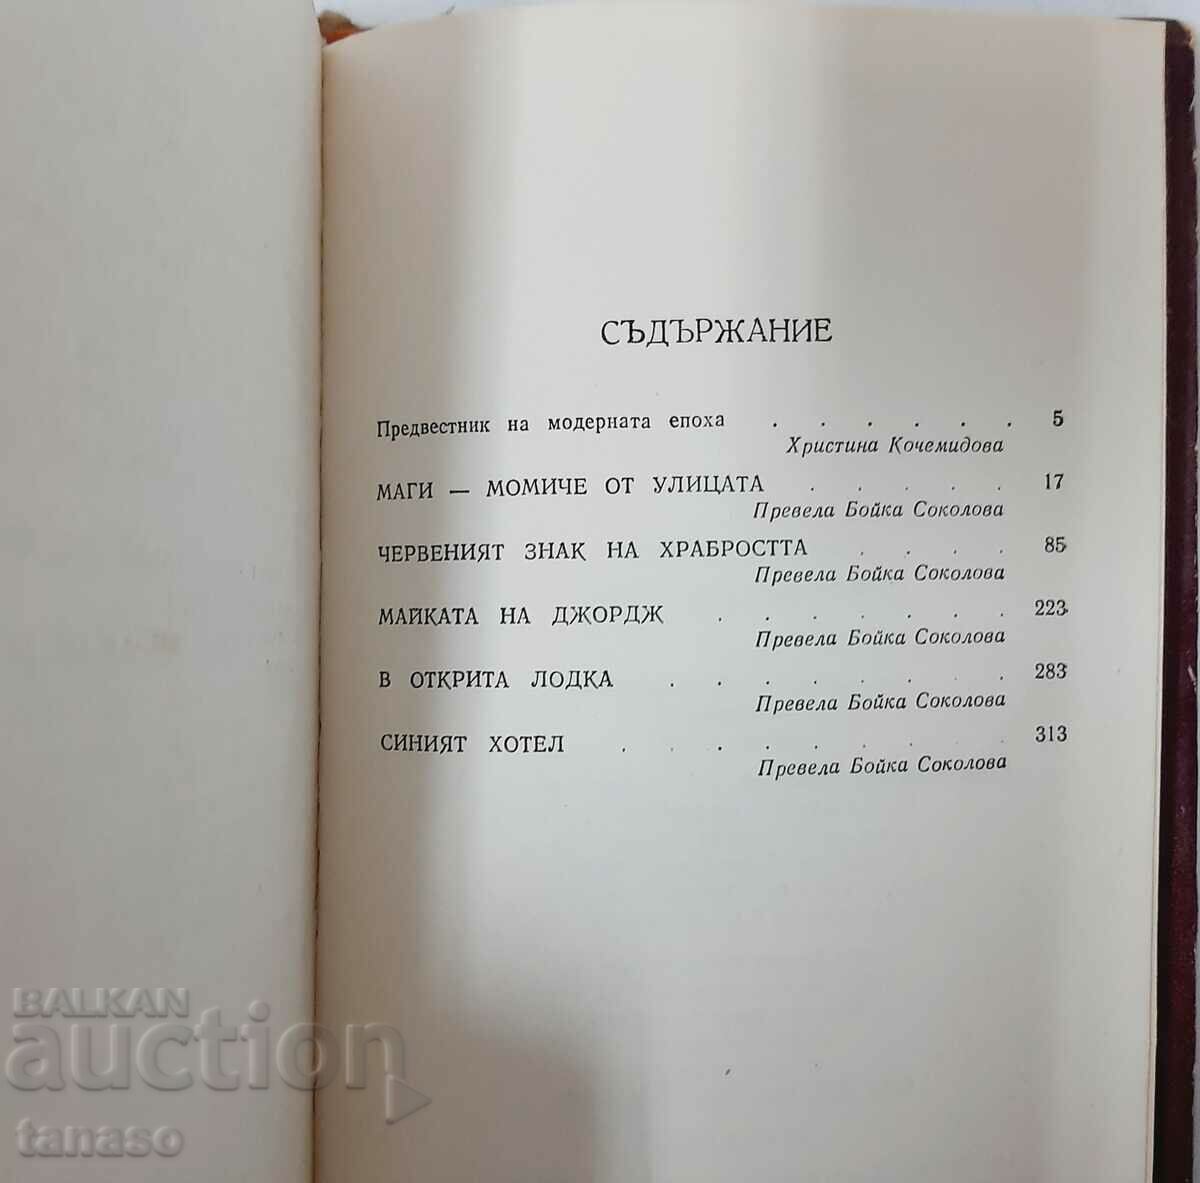 СЪДЪРЖАНИЕ
Предвестник на модерната епоха . . . . . . 5
Христина Кочемидова
МАГИ — МОМИЧЕ ОТ УЛИЦАТА . . . . . 17
Превела Бойка Соколова
ЧЕРВЕНИЯТ ЗНАК НА ХРАБРОСТТА . . . . 85
Превела Бойка Соколова
МАЙКАТА НА ДЖОРДЖ . . . . . . . 223
Превела Бойка Соколова
В ОТКРИТА ЛОДКА . . . . . . . . 283
Превела Бойка Соколова
СИНИЯТ ХОТЕЛ . . . . . . . . . 313
Превела Бойка Соколова
BALKAN
auction
tanaso